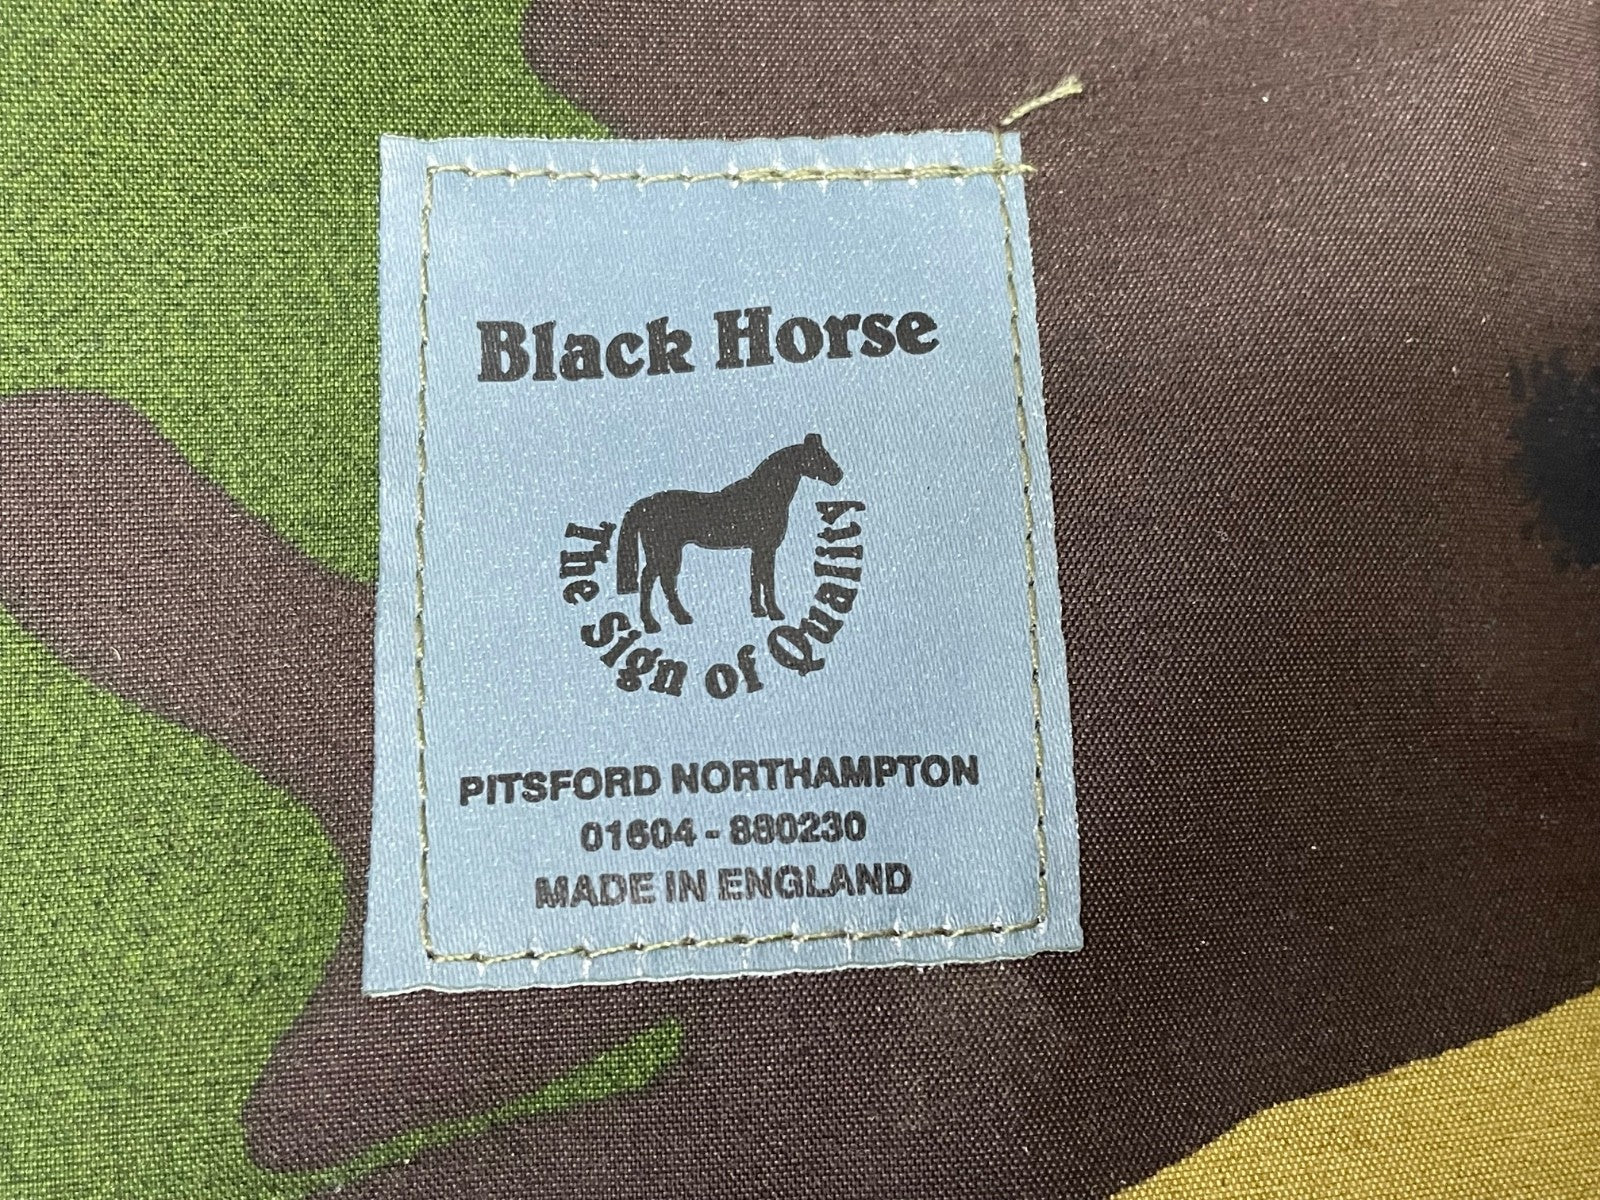 Black Horse
The Sign of Quality
PITSFORD NORTHAMPTON
01604 - 880230
MADE IN ENGLAND